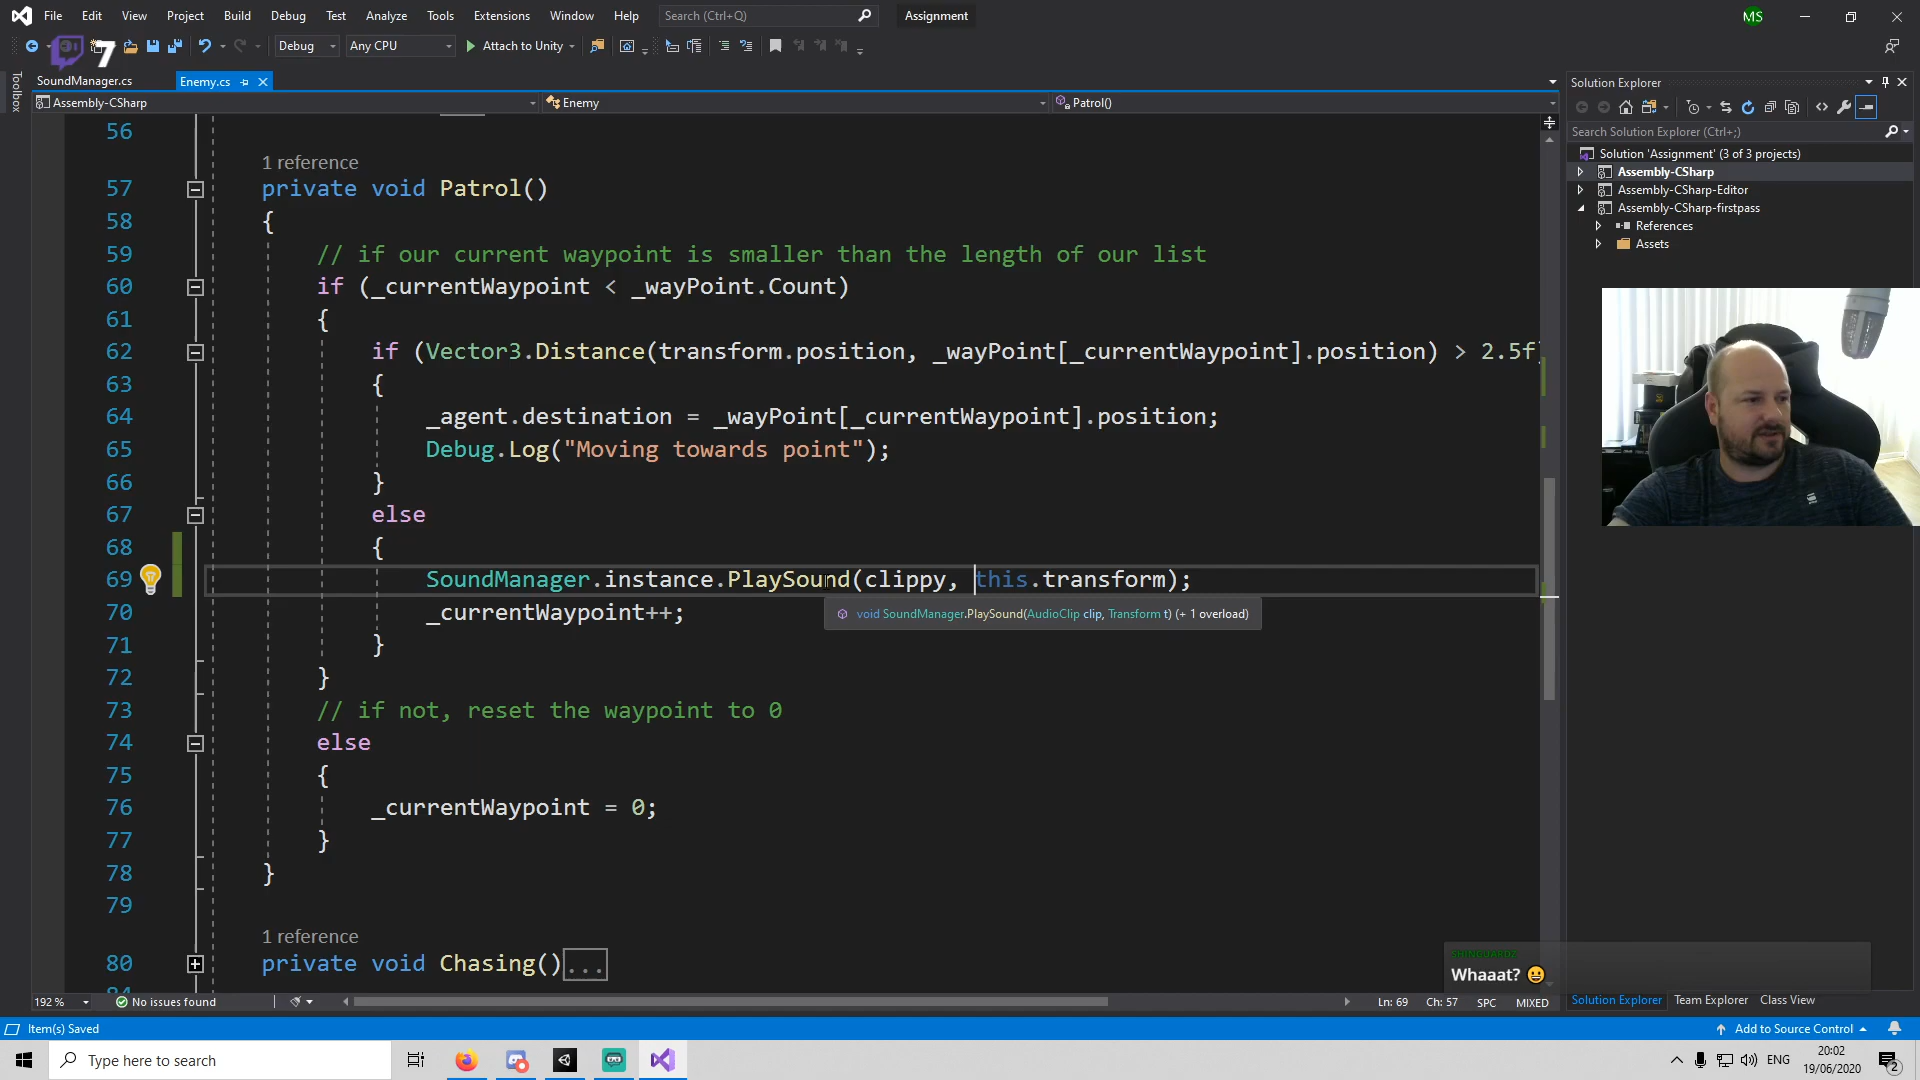 File Edit View Project Build Debug Test Analyze Tools Extensions Window Help Search (Ctrl+Q) Assignment MS
7 Debug Any CPU Attach to Unity
SoundManager.cs Enemy.cs
Toolbox
Assembly-CSharp Enemy Patrol()
56
1 reference
57 private void Patrol()
58 {
59 // if our current waypoint is smaller than the length of our list
60 if (_currentWaypoint < _wayPoint.Count)
61 {
62 if (Vector3.Distance(transform.position, _wayPoint[_currentWaypoint].position) > 2.5f)
63 {
64 _agent.destination = _wayPoint[_currentWaypoint].position;
65 Debug.Log("Moving towards point");
66 }
67 else
68 {
69 SoundManager.instance.PlaySound(clippy, this.transform);
70 _currentWaypoint++;
void SoundManager.PlaySound(AudioClip clip, Transform t) (+ 1 overload)
71 }
72 }
73 // if not, reset the waypoint to 0
74 else
75 {
76 _currentWaypoint = 0;
77 }
78 }
79
1 reference
80 private void Chasing()...
192 % No issues found Ln: 69 Ch: 57 SPC MIXED
Solution Explorer
Search Solution Explorer (Ctrl+;)
Solution 'Assignment' (3 of 3 projects)
Assembly-CSharp
Assembly-CSharp-Editor
Assembly-CSharp-firstpass
References
Assets
Whaaat? 😀
Solution Explorer Team Explorer Class View
Item(s) Saved Add to Source Control
Type here to search
ENG 20:02
19/06/2020
2